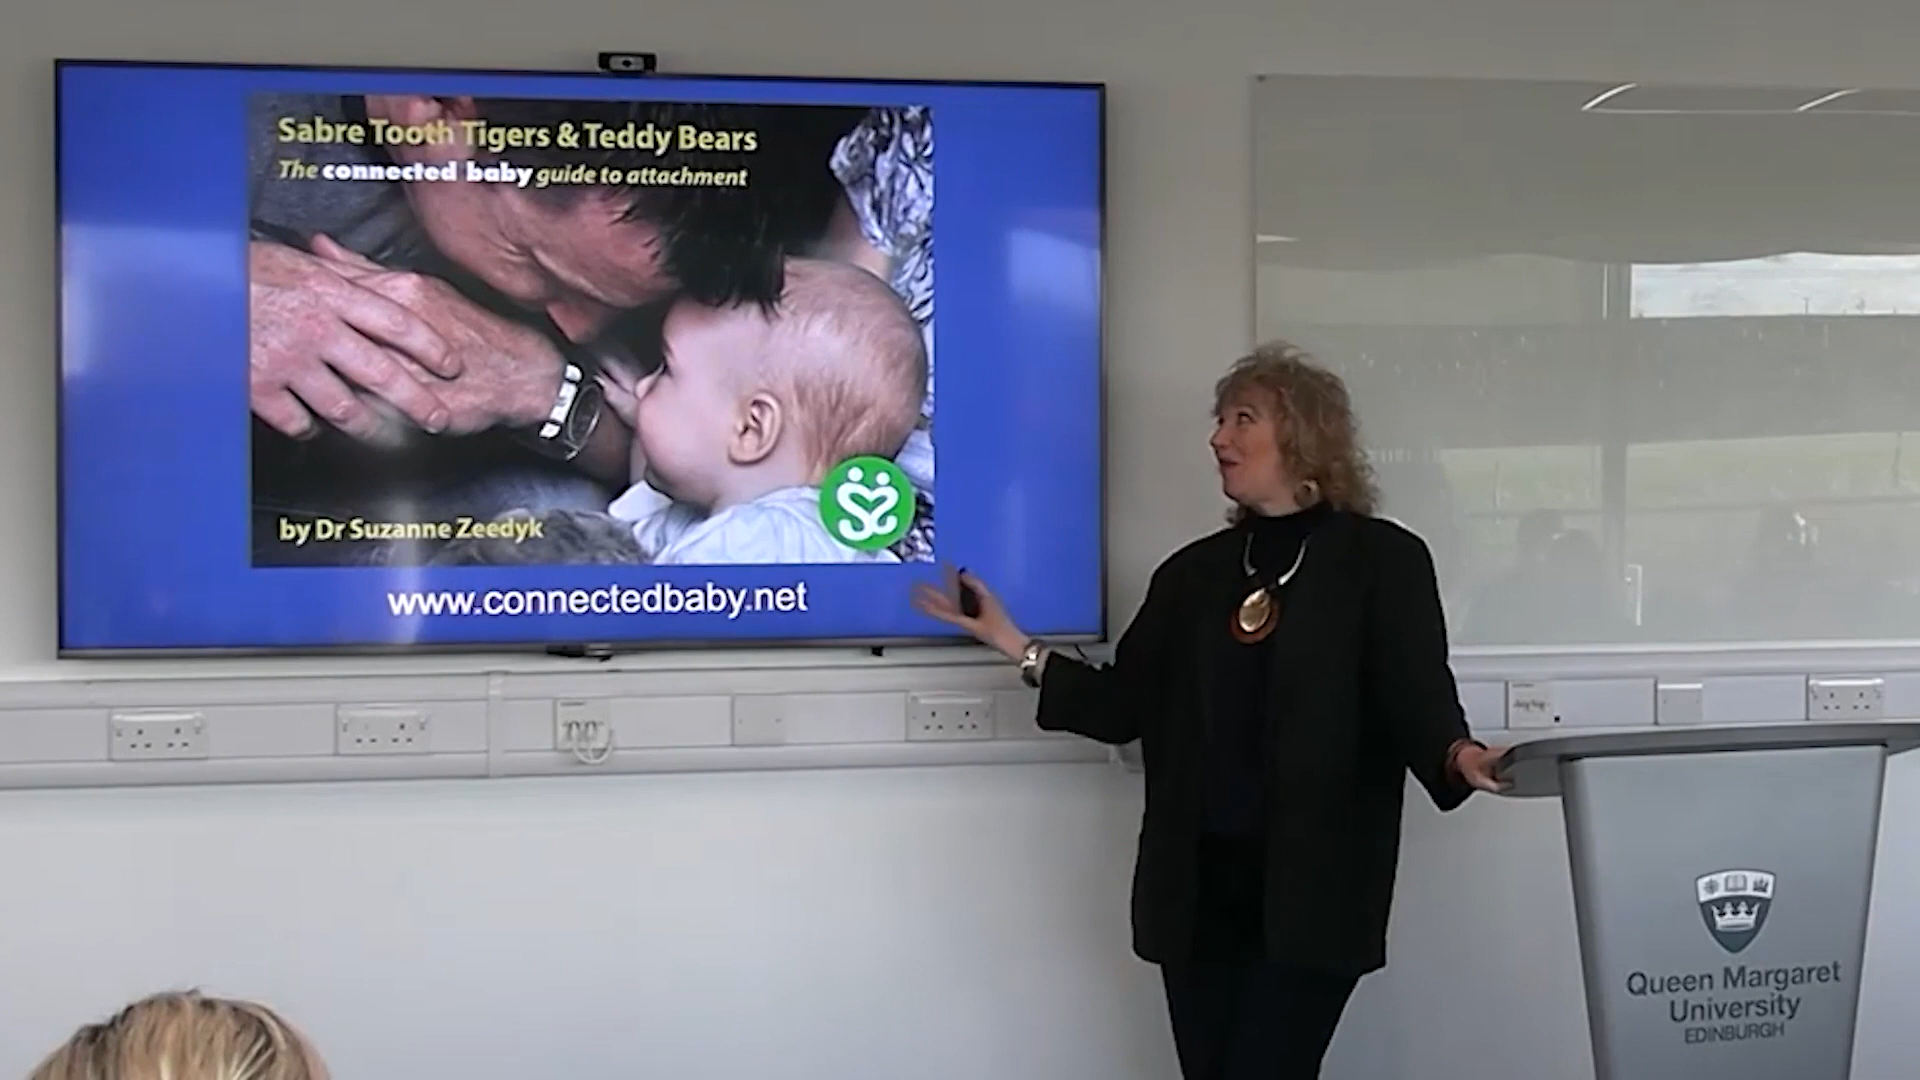 Sabre Tooth Tigers & Teddy Bears
The connected baby guide to attachment
by Dr Suzanne Zeedyk
www.connectedbaby.net
Queen Margaret
University
EDINBURGH